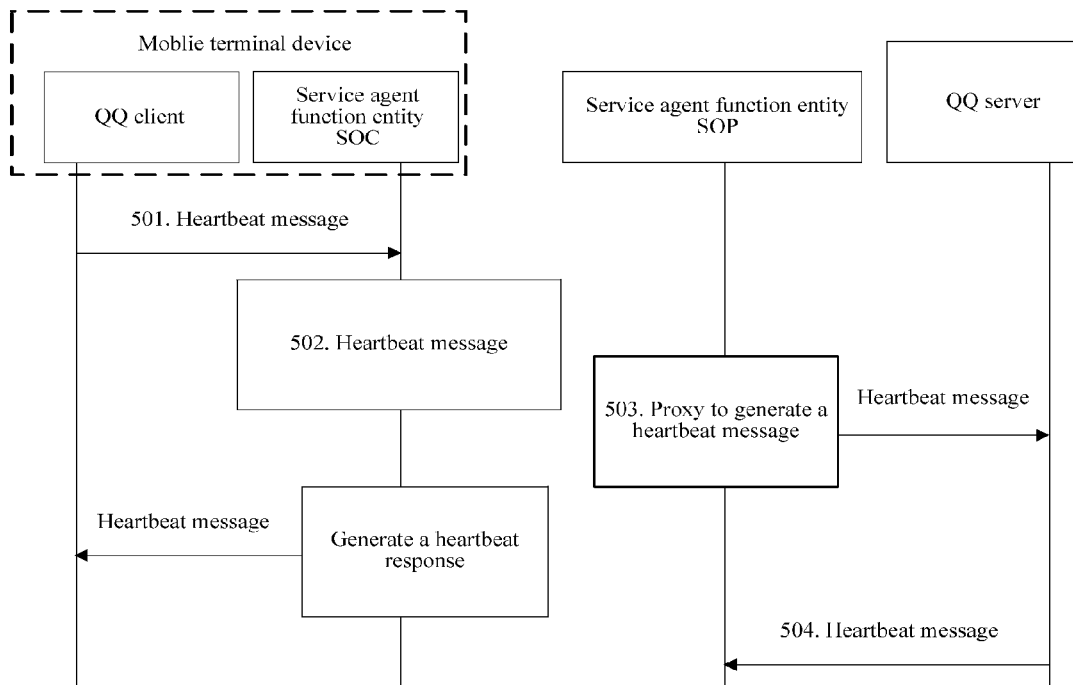 Moblie terminal device
QQ client
Service agent
function entity
SOC
Service agent function entity
SOP
QQ server
501. Heartbeat message
502. Heartbeat message
503. Proxy to generate a
heartbeat message
Heartbeat message
Heartbeat message
Generate a heartbeat
response
504. Heartbeat message